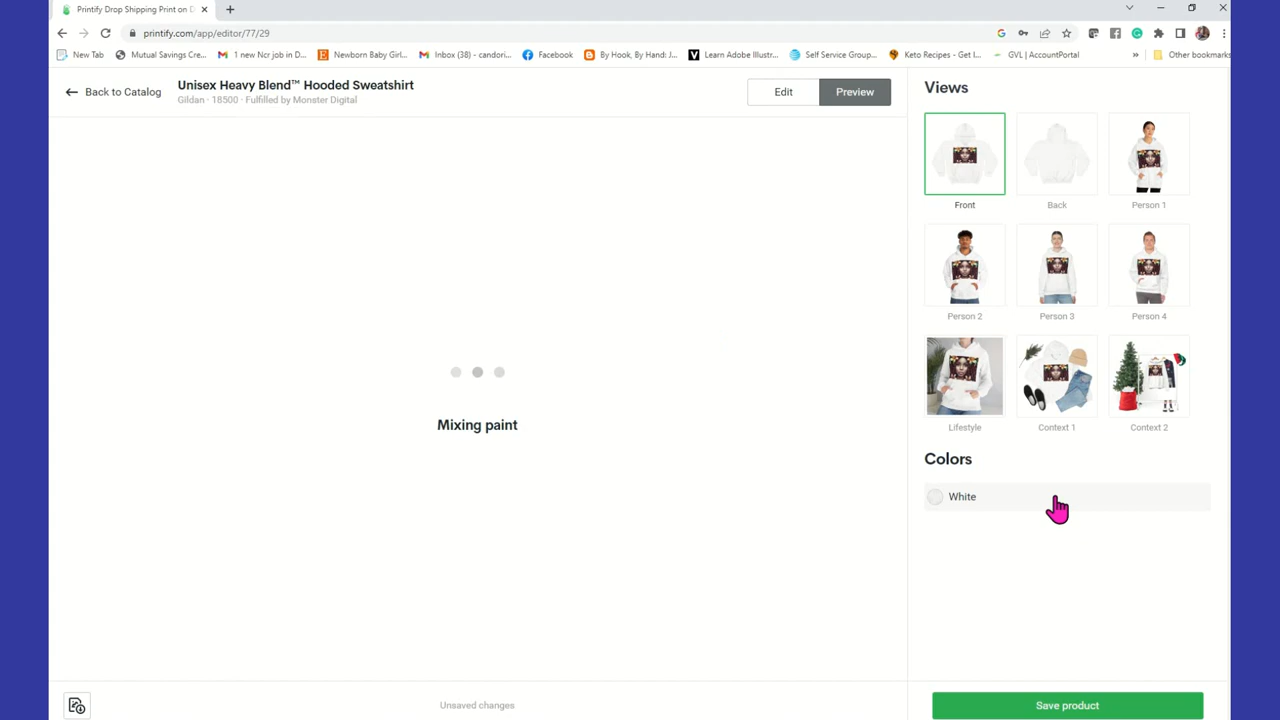 Printify Drop Shipping Print on D
printify.com/app/editor/77/29
New Tab
Mutual Savings Cre...
1 new Ncr job in D...
Newborn Baby Girl...
Inbox (38) - candori...
Facebook
By Hook, By Hand: J...
Learn Adobe Illustr...
Self Service Group...
Keto Recipes - Get I...
GVL | AccountPortal
»
Other bookmarks
Back to Catalog
Unisex Heavy Blend™ Hooded Sweatshirt
Gildan · 18500 · Fulfilled by Monster Digital
Edit
Preview
Views
Front
Back
Person 1
Person 2
Person 3
Person 4
Lifestyle
Context 1
Context 2
Mixing paint
Colors
White
Unsaved changes
Save product